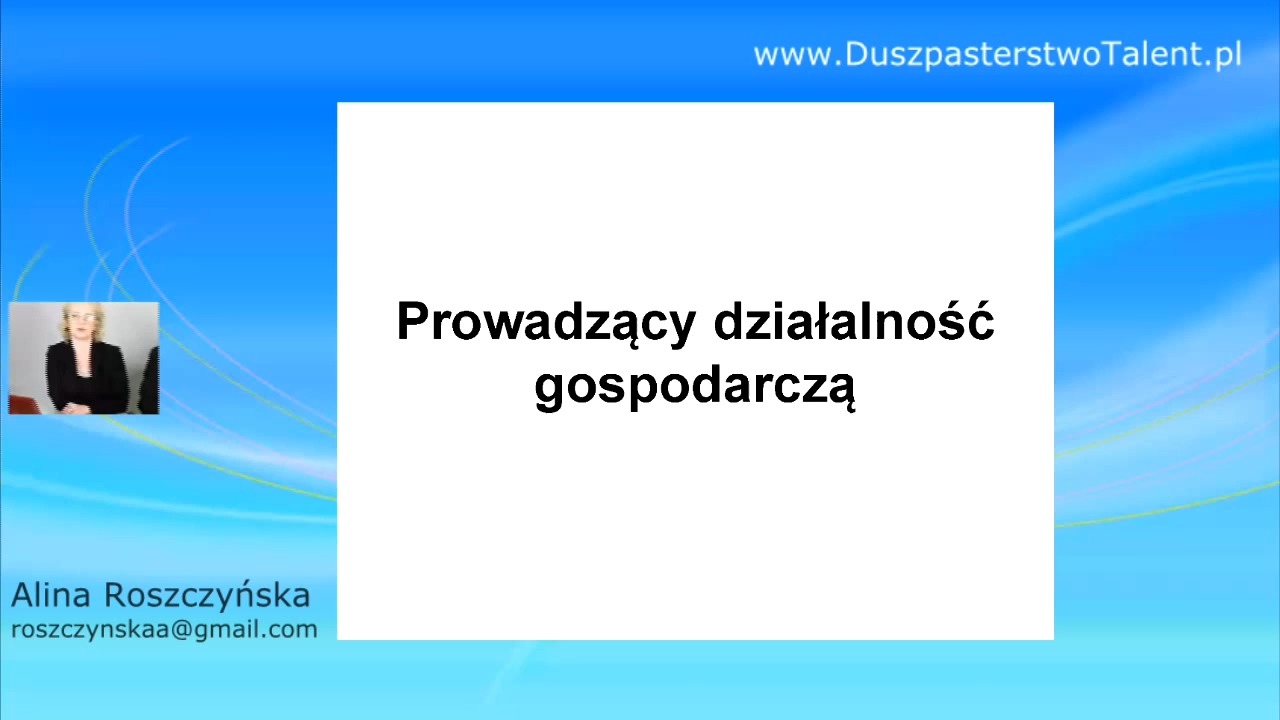 www.DuszpasterstwoTalent.pl
Prowadzący działalność
gospodarczą
Alina Roszczyńska
roszczynskaa@gmail.com